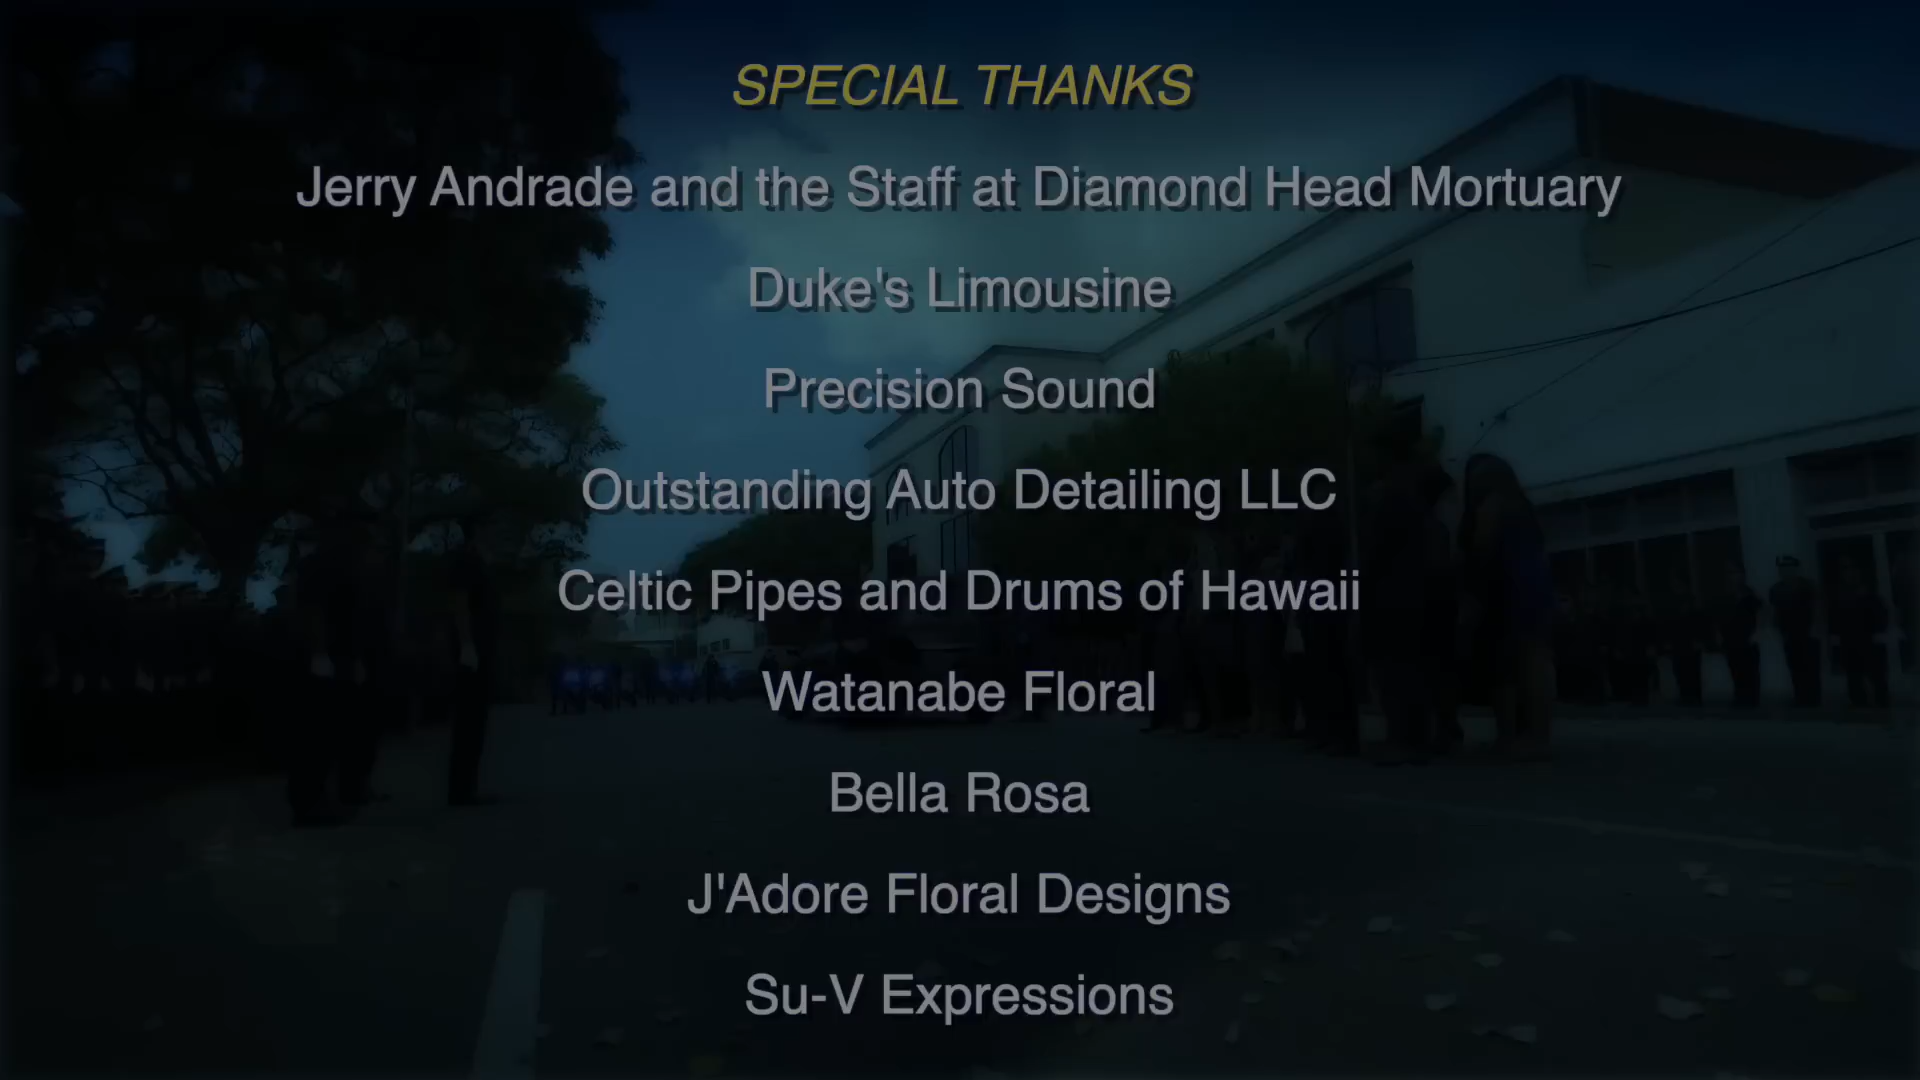 SPECIAL THANKS
Jerry Andrade and the Staff at Diamond Head Mortuary
Duke's Limousine
Precision Sound
Outstanding Auto Detailing LLC
Celtic Pipes and Drums of Hawaii
Watanabe Floral
Bella Rosa
J'Adore Floral Designs
Su-V Expressions